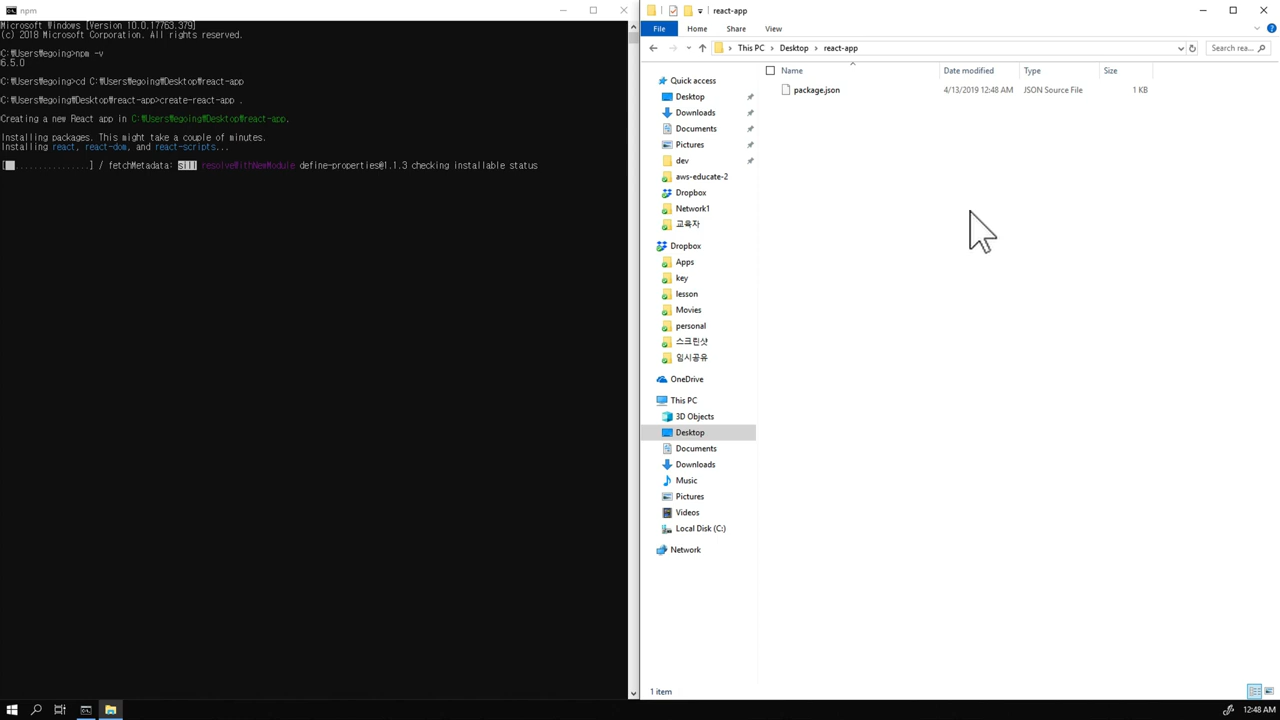 npm
Microsoft Windows [Version 10.0.17763.379]
(c) 2018 Microsoft Corporation. All rights reserved.
C:₩Users₩egoing>npm -v
6.5.0
C:₩Users₩egoing>cd C:₩Users₩egoing₩Desktop₩react-app
C:₩Users₩egoing₩Desktop₩react-app>create-react-app .
Creating a new React app in C:₩Users₩egoing₩Desktop₩react-app.
Installing packages. This might take a couple of minutes.
Installing react, react-dom, and react-scripts...
[ ................] / fetchMetadata: sill resolveWithNewModule define-properties@1.1.3 checking installable status
react-app
File Home Share View
This PC > Desktop > react-app
Search rea...
Name Date modified Type Size
package.json 4/13/2019 12:48 AM JSON Source File 1 KB
Quick access
Desktop
Downloads
Documents
Pictures
dev
aws-educate-2
Dropbox
Network1
교육자
Dropbox
Apps
key
lesson
Movies
personal
스크린샷
임시공유
OneDrive
This PC
3D Objects
Desktop
Documents
Downloads
Music
Pictures
Videos
Local Disk (C:)
Network
1 item
12:48 AM